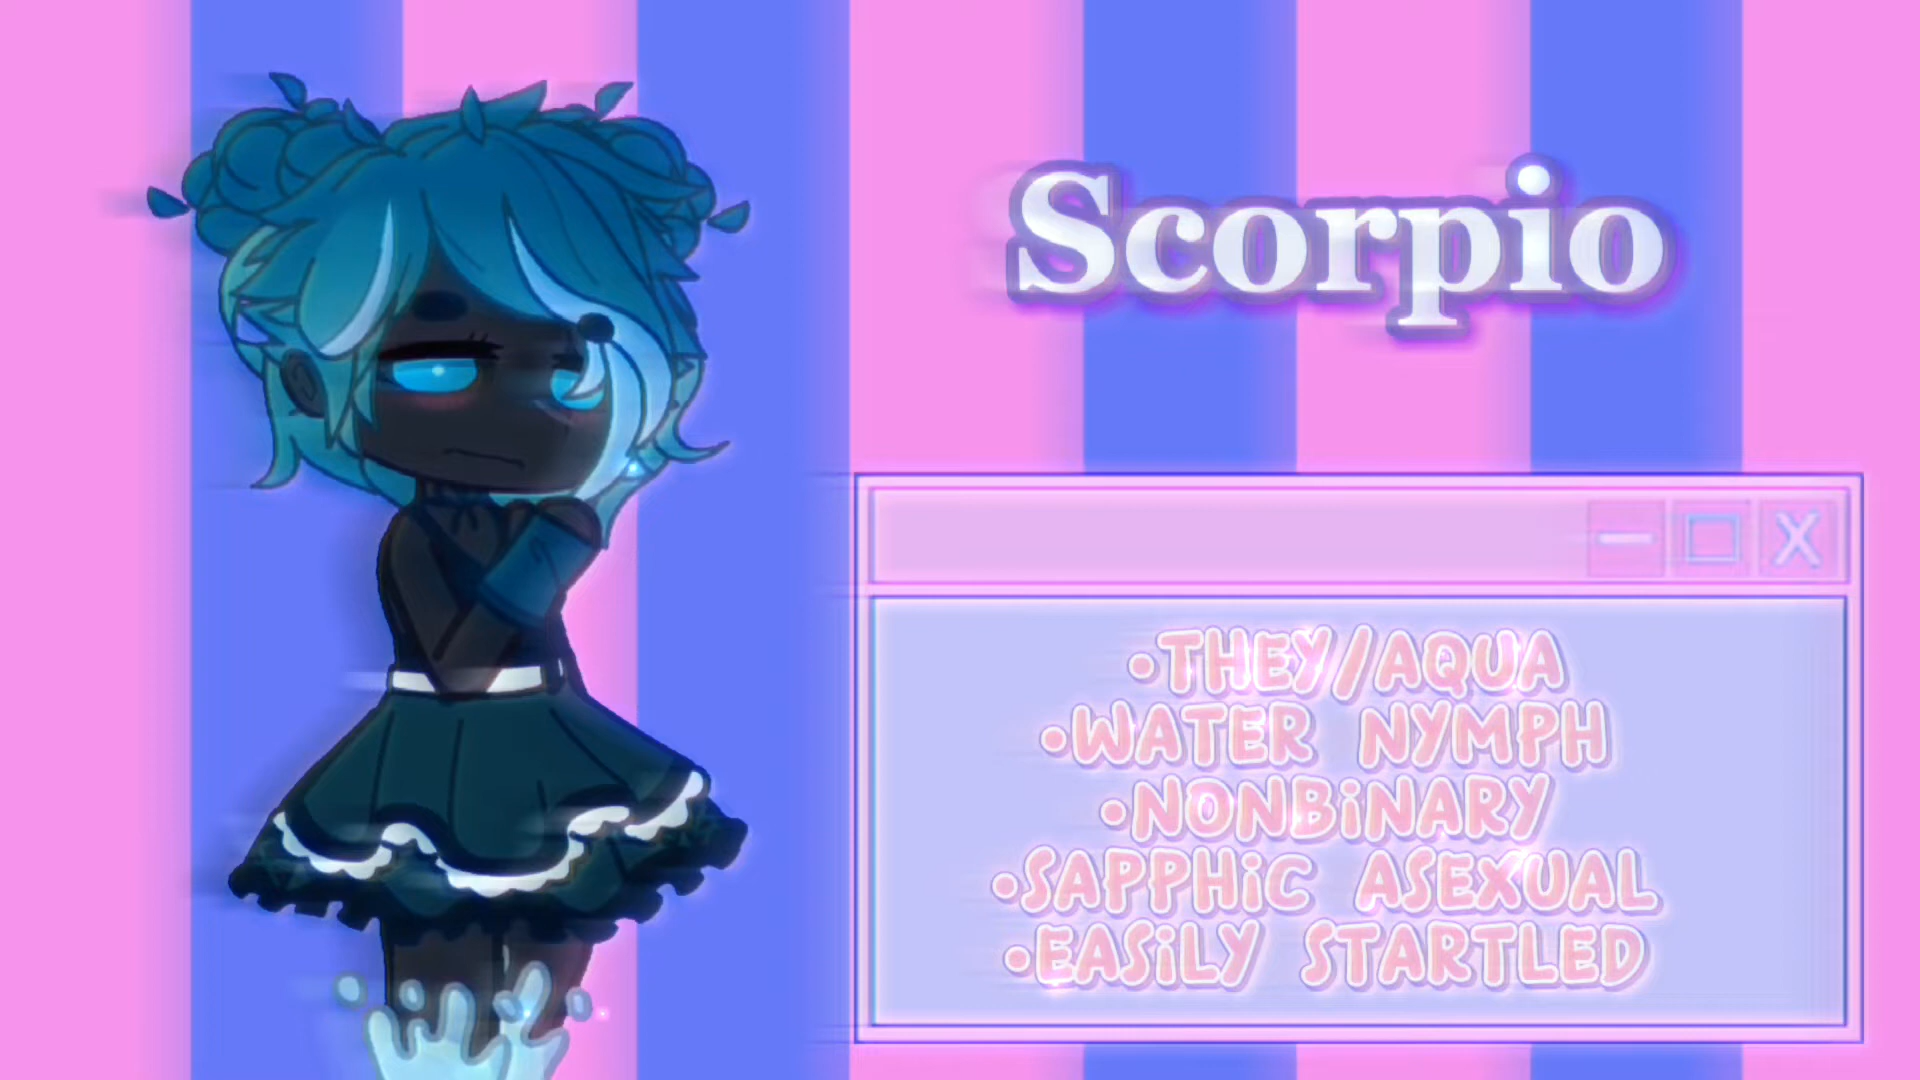 Scorpio
•THEY/AQUA
•WATER NYMPH
•NONBiNARY
•SAPPHiC ASEXUAL
•EASiLY STARTLED